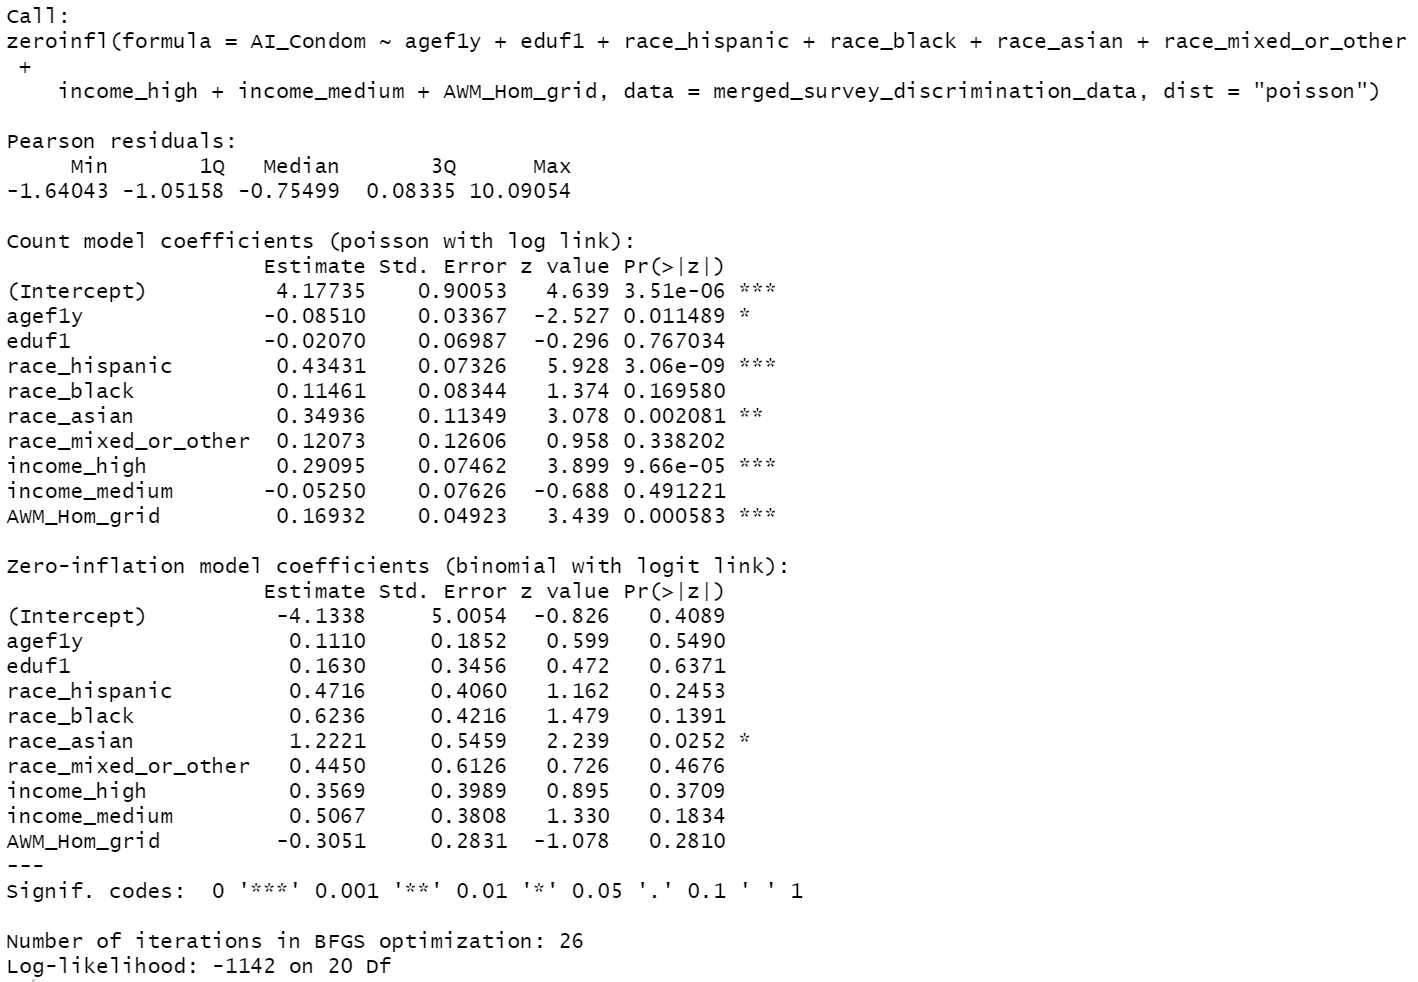 Call:
zeroinfl(formula = AI_Condom ~ agef1y + eduf1 + race_hispanic + race_black + race_asian + race_mixed_or_other
 +
    income_high + income_medium + AWM_Hom_grid, data = merged_survey_discrimination_data, dist = "poisson")

Pearson residuals:
     Min       1Q   Median       3Q      Max
-1.64043 -1.05158 -0.75499  0.08335 10.09054

Count model coefficients (poisson with log link):
                    Estimate Std. Error z value Pr(>|z|)
(Intercept)          4.17735    0.90053   4.639 3.51e-06 ***
agef1y              -0.08510    0.03367  -2.527 0.011489 *
eduf1               -0.02070    0.06987  -0.296 0.767034
race_hispanic        0.43431    0.07326   5.928 3.06e-09 ***
race_black           0.11461    0.08344   1.374 0.169580
race_asian           0.34936    0.11349   3.078 0.002081 **
race_mixed_or_other  0.12073    0.12606   0.958 0.338202
income_high          0.29095    0.07462   3.899 9.66e-05 ***
income_medium       -0.05250    0.07626  -0.688 0.491221
AWM_Hom_grid         0.16932    0.04923   3.439 0.000583 ***

Zero-inflation model coefficients (binomial with logit link):
                    Estimate Std. Error z value Pr(>|z|)
(Intercept)          -4.1338     5.0054  -0.826   0.4089
agef1y                0.1110     0.1852   0.599   0.5490
eduf1                 0.1630     0.3456   0.472   0.6371
race_hispanic         0.4716     0.4060   1.162   0.2453
race_black            0.6236     0.4216   1.479   0.1391
race_asian            1.2221     0.5459   2.239   0.0252 *
race_mixed_or_other   0.4450     0.6126   0.726   0.4676
income_high           0.3569     0.3989   0.895   0.3709
income_medium         0.5067     0.3808   1.330   0.1834
AWM_Hom_grid         -0.3051     0.2831  -1.078   0.2810
---
Signif. codes:  0 '***' 0.001 '**' 0.01 '*' 0.05 '.' 0.1 ' ' 1

Number of iterations in BFGS optimization: 26
Log-likelihood: -1142 on 20 Df